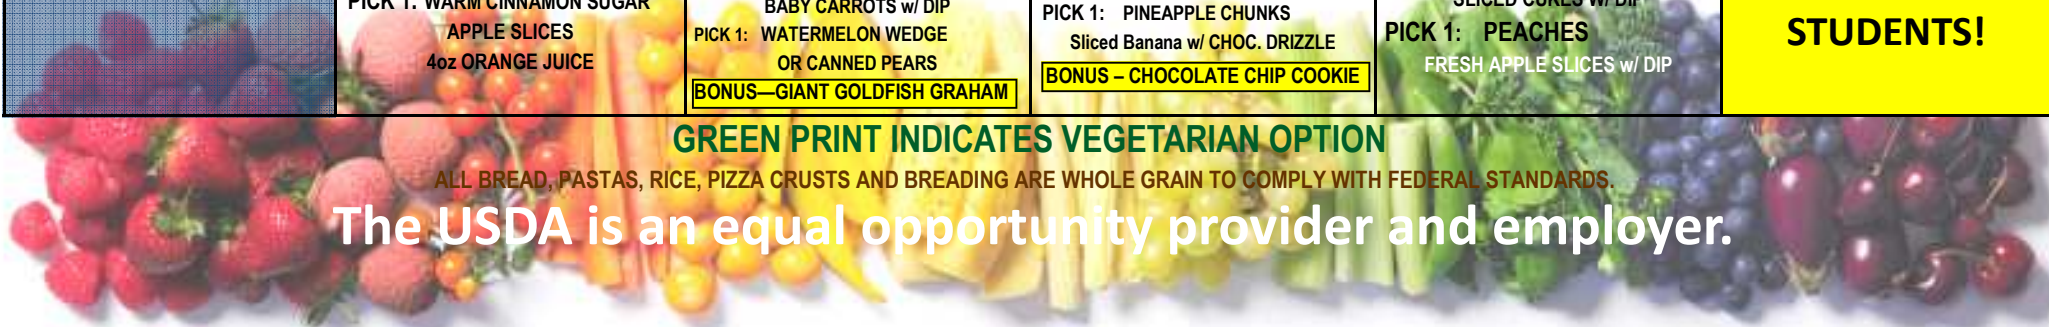 PICK 1: WARM CINNAMON SUGAR
APPLE SLICES
4oz ORANGE JUICE
BABY CARROTS w/ DIP
PICK 1: WATERMELON WEDGE
OR CANNED PEARS
BONUS—GIANT GOLDFISH GRAHAM
PICK 1: PINEAPPLE CHUNKS
Sliced Banana w/ CHOC. DRIZZLE
BONUS – CHOCOLATE CHIP COOKIE
SLICED CUKES W/ DIP
PICK 1: PEACHES
FRESH APPLE SLICES w/ DIP
STUDENTS!
GREEN PRINT INDICATES VEGETARIAN OPTION
ALL BREAD, PASTAS, RICE, PIZZA CRUSTS AND BREADING ARE WHOLE GRAIN TO COMPLY WITH FEDERAL STANDARDS.
The USDA is an equal opportunity provider and employer.